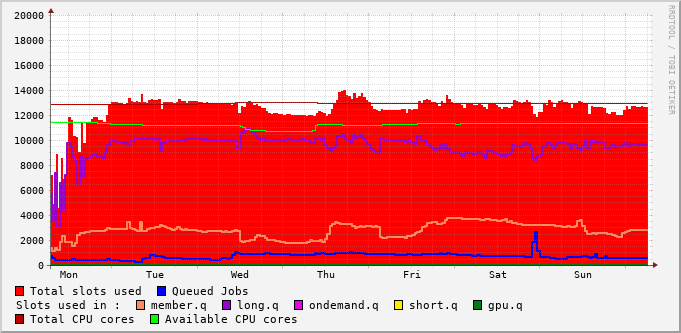 20000
18000
16000
14000
12000
10000
8000
6000
4000
2000
0
Mon Tue Wed Thu Fri Sat Sun
RRDTOOL / TOBI OETIKER
Total slots used Queued Jobs
Slots used in : member.q long.q ondemand.q short.q gpu.q
Total CPU cores Available CPU cores